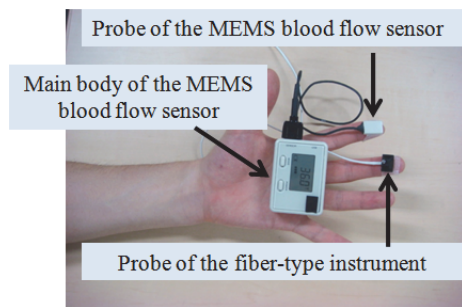 Probe of the MEMS blood flow sensor
Main body of the MEMS
blood flow sensor
Probe of the fiber-type instrument